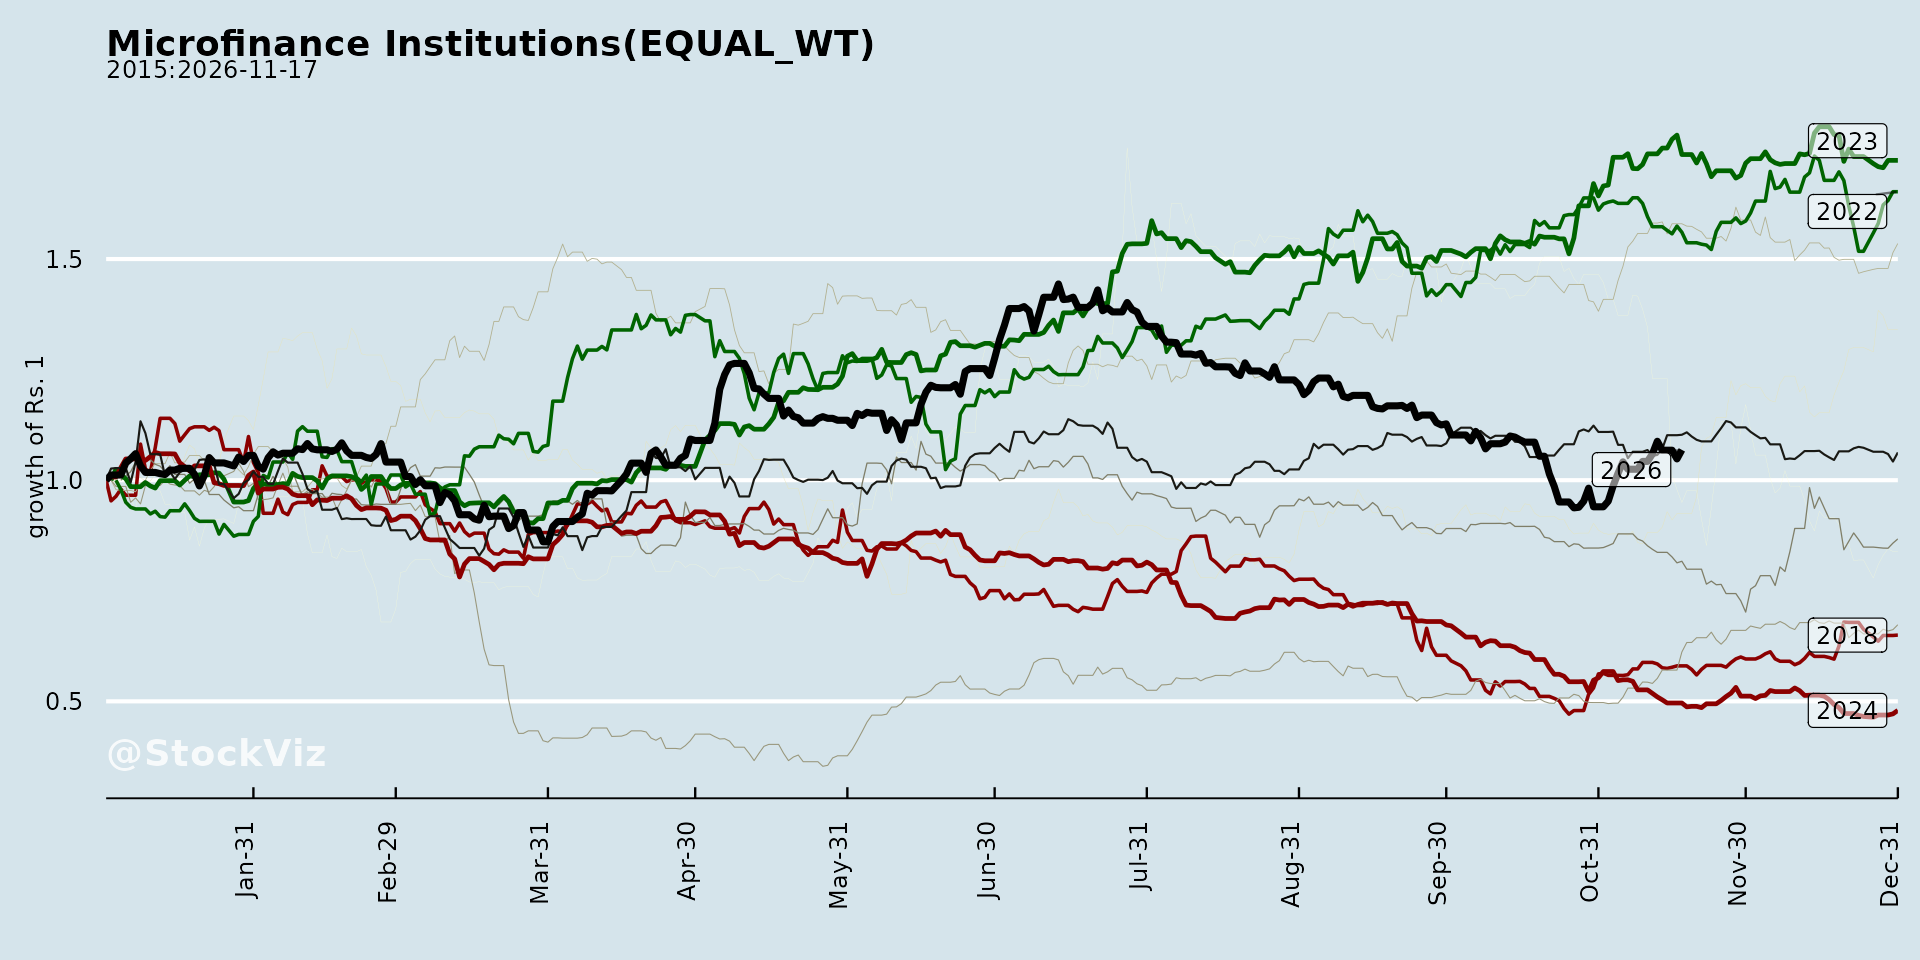 Microfinance Institutions(EQUAL_WT)
2015:2026-11-17
growth of Rs. 1
1.5
1.0
0.5
2023
2022
2026
2018
2024
@StockViz
Jan-31
Feb-29
Mar-31
Apr-30
May-31
Jun-30
Jul-31
Aug-31
Sep-30
Oct-31
Nov-30
Dec-31